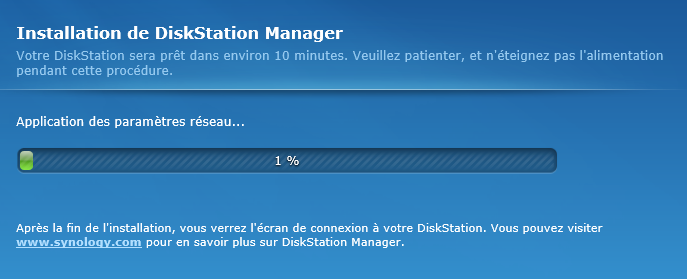 Installation de DiskStation Manager
Votre DiskStation sera prêt dans environ 10 minutes. Veuillez patienter, et n'éteignez pas l'alimentation
pendant cette procédure.
Application des paramètres réseau...
1 %
Après la fin de l'installation, vous verrez l'écran de connexion à votre DiskStation. Vous pouvez visiter
www.synology.com pour en savoir plus sur DiskStation Manager.